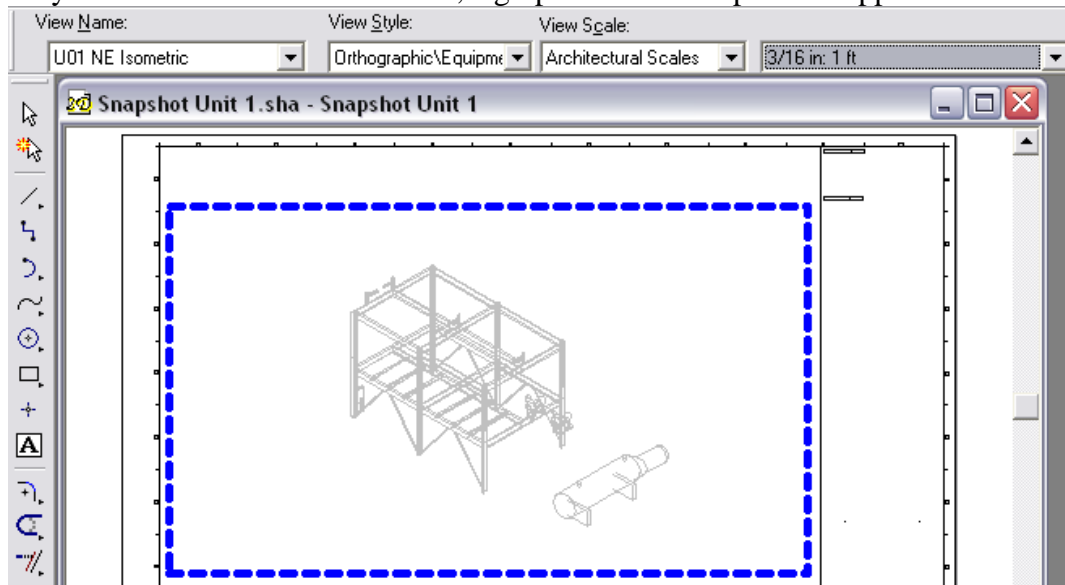 View Name: View Style: View Scale:
U01 NE Isometric Orthographic\Equipme Architectural Scales 3/16 in: 1 ft
2D Snapshot Unit 1.sha - Snapshot Unit 1
A